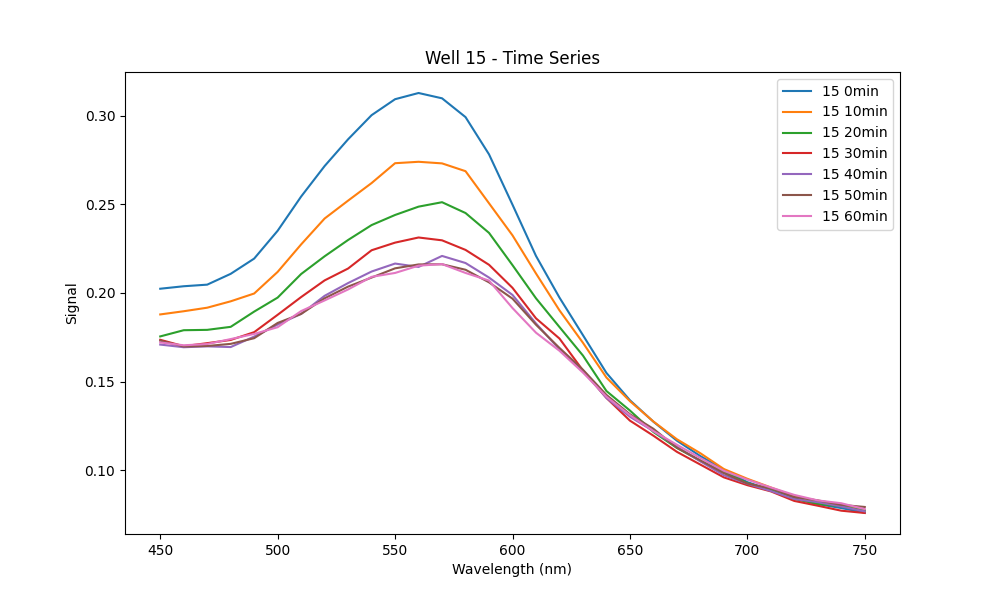 Well 15 - Time Series
15 0min
15 10min
15 20min
15 30min
15 40min
15 50min
15 60min
0.30
0.25
0.20
0.15
0.10
Signal
450 500 550 600 650 700 750
Wavelength (nm)